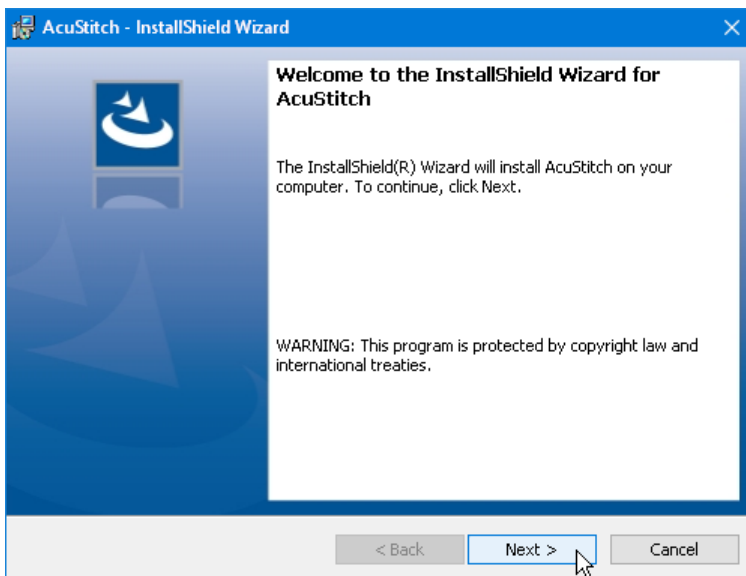 AcuStitch - InstallShield Wizard
Welcome to the InstallShield Wizard for
AcuStitch
The InstallShield(R) Wizard will install AcuStitch on your
computer. To continue, click Next.
WARNING: This program is protected by copyright law and
international treaties.
< Back Next > Cancel